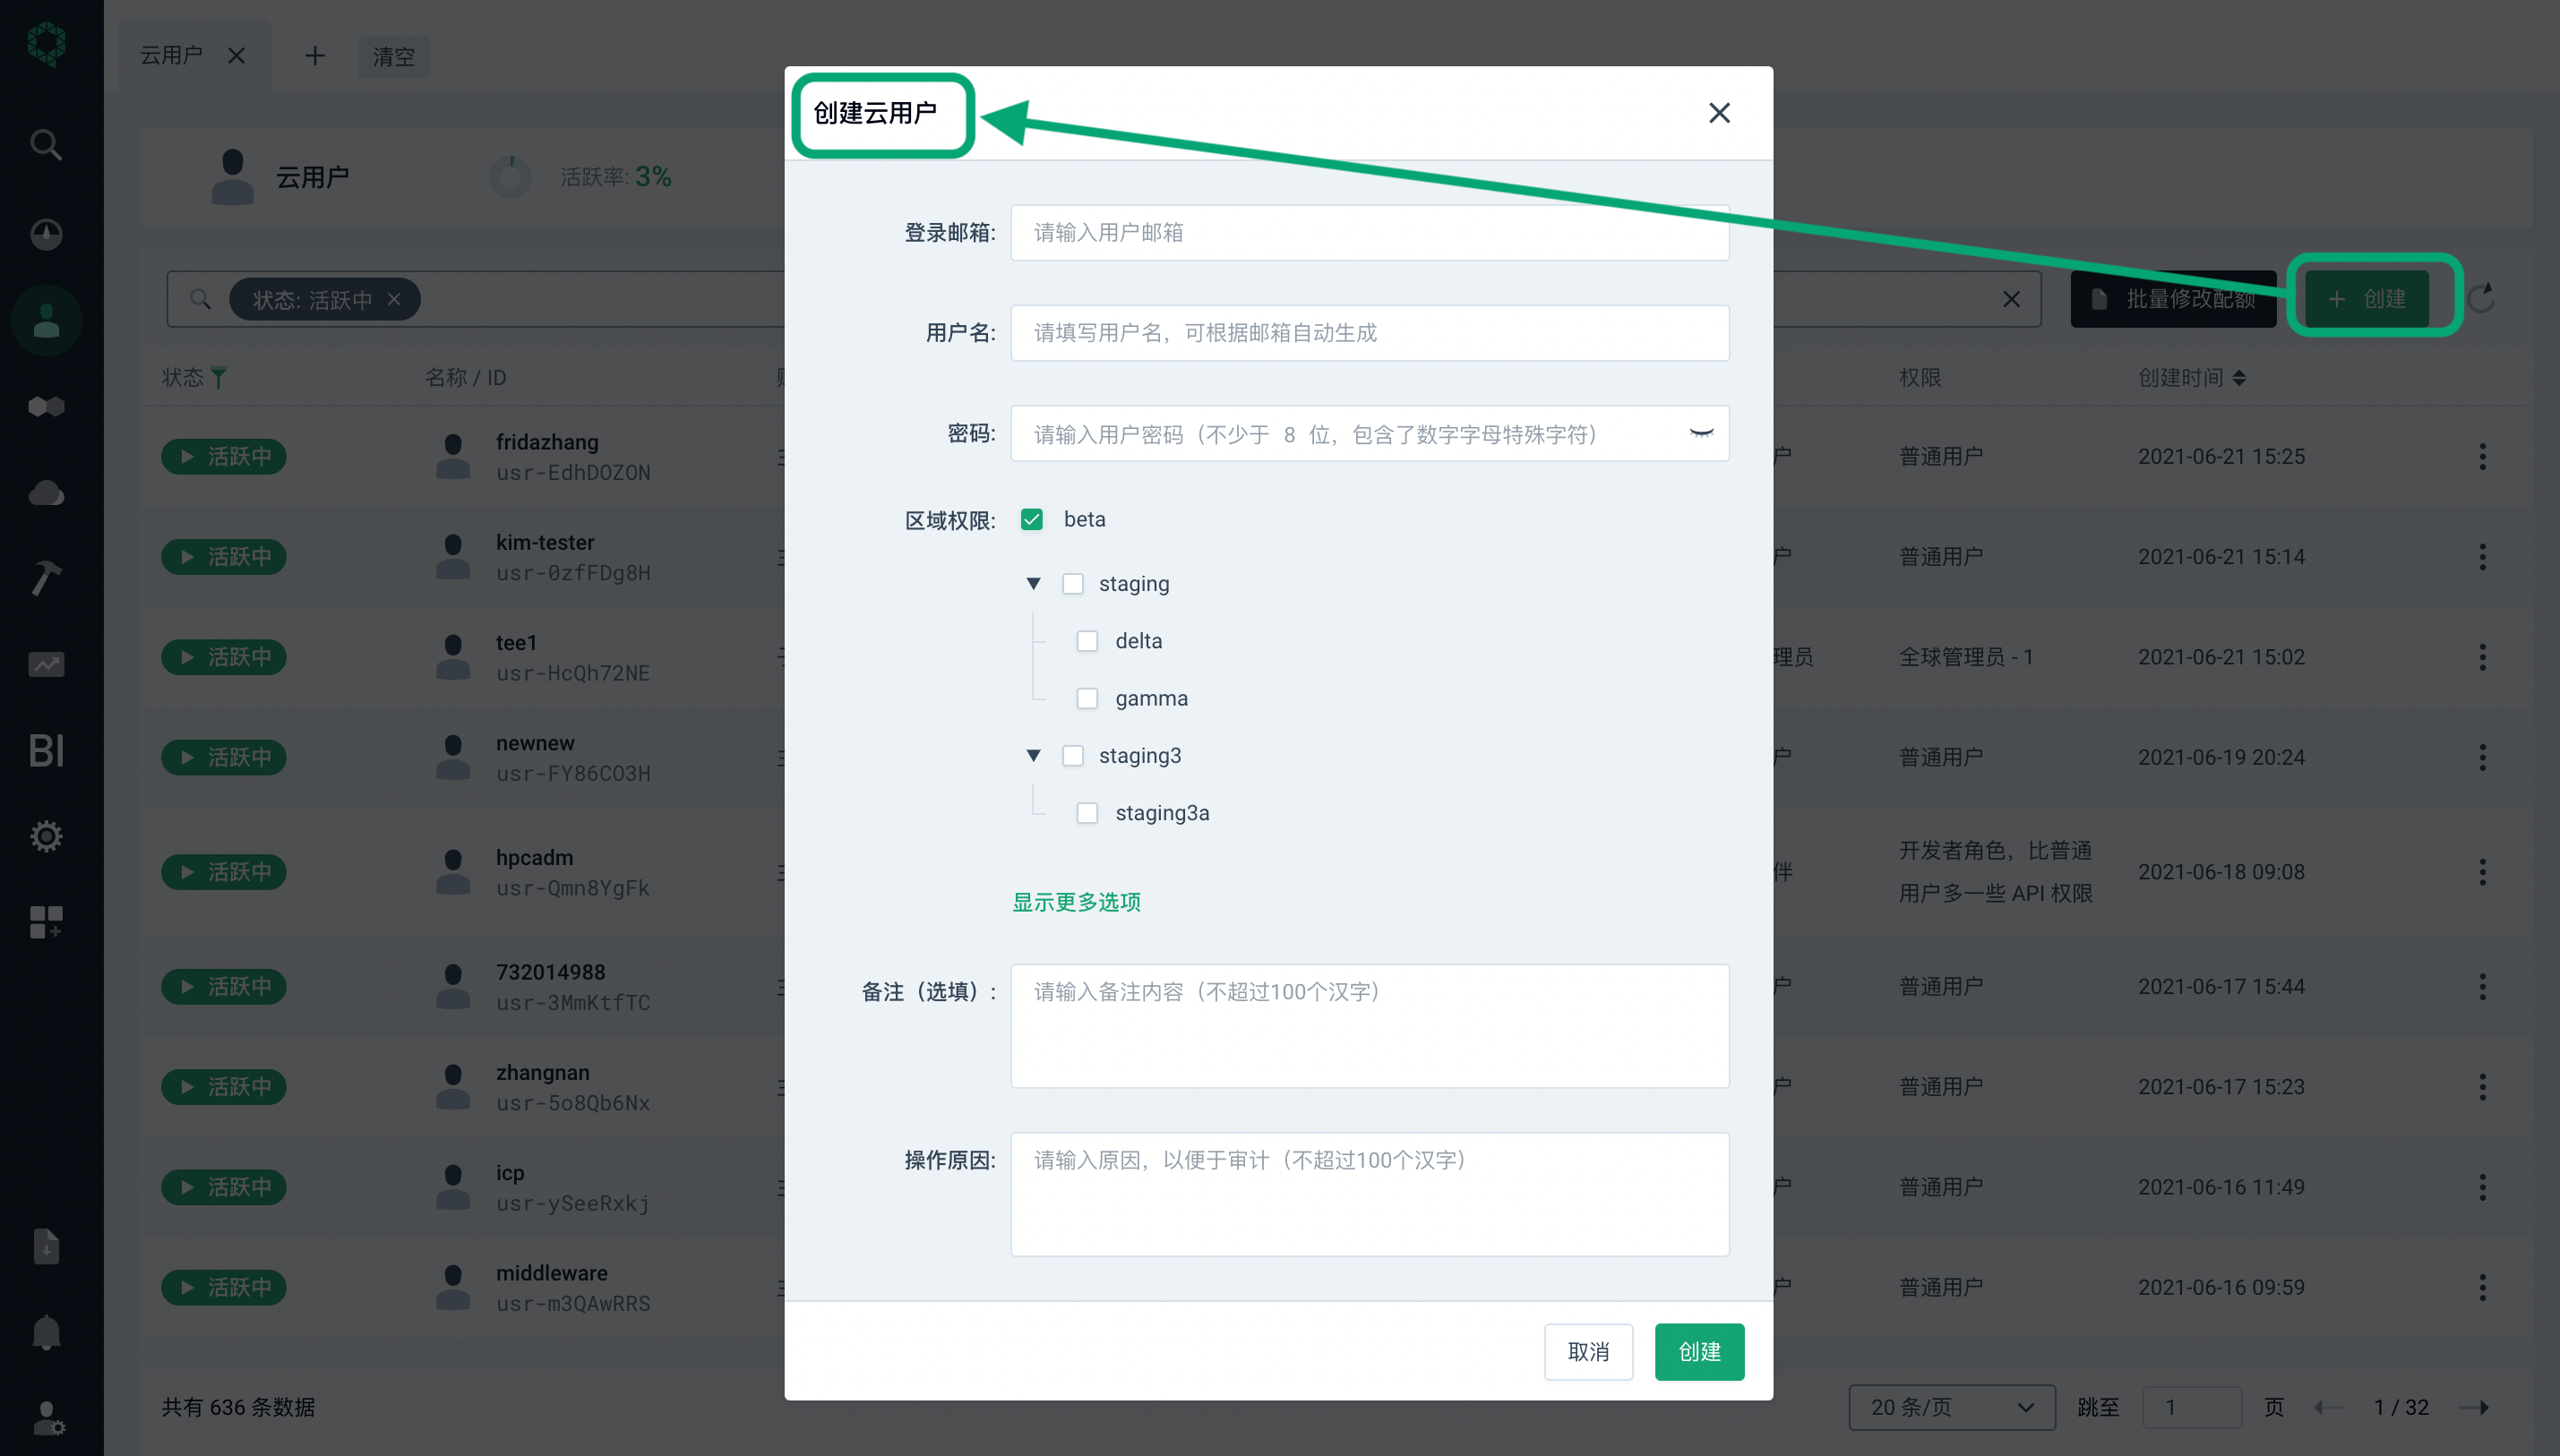 云用户
清空
云用户
活跃率: 3%
状态: 活跃中
批量修改配额
创建
状态
名称 / ID
权限
创建时间
活跃中
fridazhang
usr-EdhDOZON
户
普通用户
2021-06-21 15:25
活跃中
kim-tester
usr-0zfFDg8H
户
普通用户
2021-06-21 15:14
活跃中
tee1
usr-HcQh72NE
理员
全球管理员 - 1
2021-06-21 15:02
活跃中
newnew
usr-FY86CO3H
户
普通用户
2021-06-19 20:24
活跃中
hpcadm
usr-Qmn8YgFk
伴
开发者角色，比普通
用户多一些 API 权限
2021-06-18 09:08
活跃中
732014988
usr-3MmKtfTC
户
普通用户
2021-06-17 15:44
活跃中
zhangnan
usr-5o8Qb6Nx
户
普通用户
2021-06-17 15:23
活跃中
icp
usr-ySeeRxkj
户
普通用户
2021-06-16 11:49
活跃中
middleware
usr-m3QAwRRS
户
普通用户
2021-06-16 09:59
共有 636 条数据
20 条/页
跳至
1
页
1 / 32
BI
创建云用户
登录邮箱:
请输入用户邮箱
用户名:
请填写用户名，可根据邮箱自动生成
密码:
请输入用户密码（不少于 8 位，包含了数字字母特殊字符）
区域权限:
beta
staging
delta
gamma
staging3
staging3a
显示更多选项
备注（选填）:
请输入备注内容（不超过100个汉字）
操作原因:
请输入原因，以便于审计（不超过100个汉字）
取消
创建